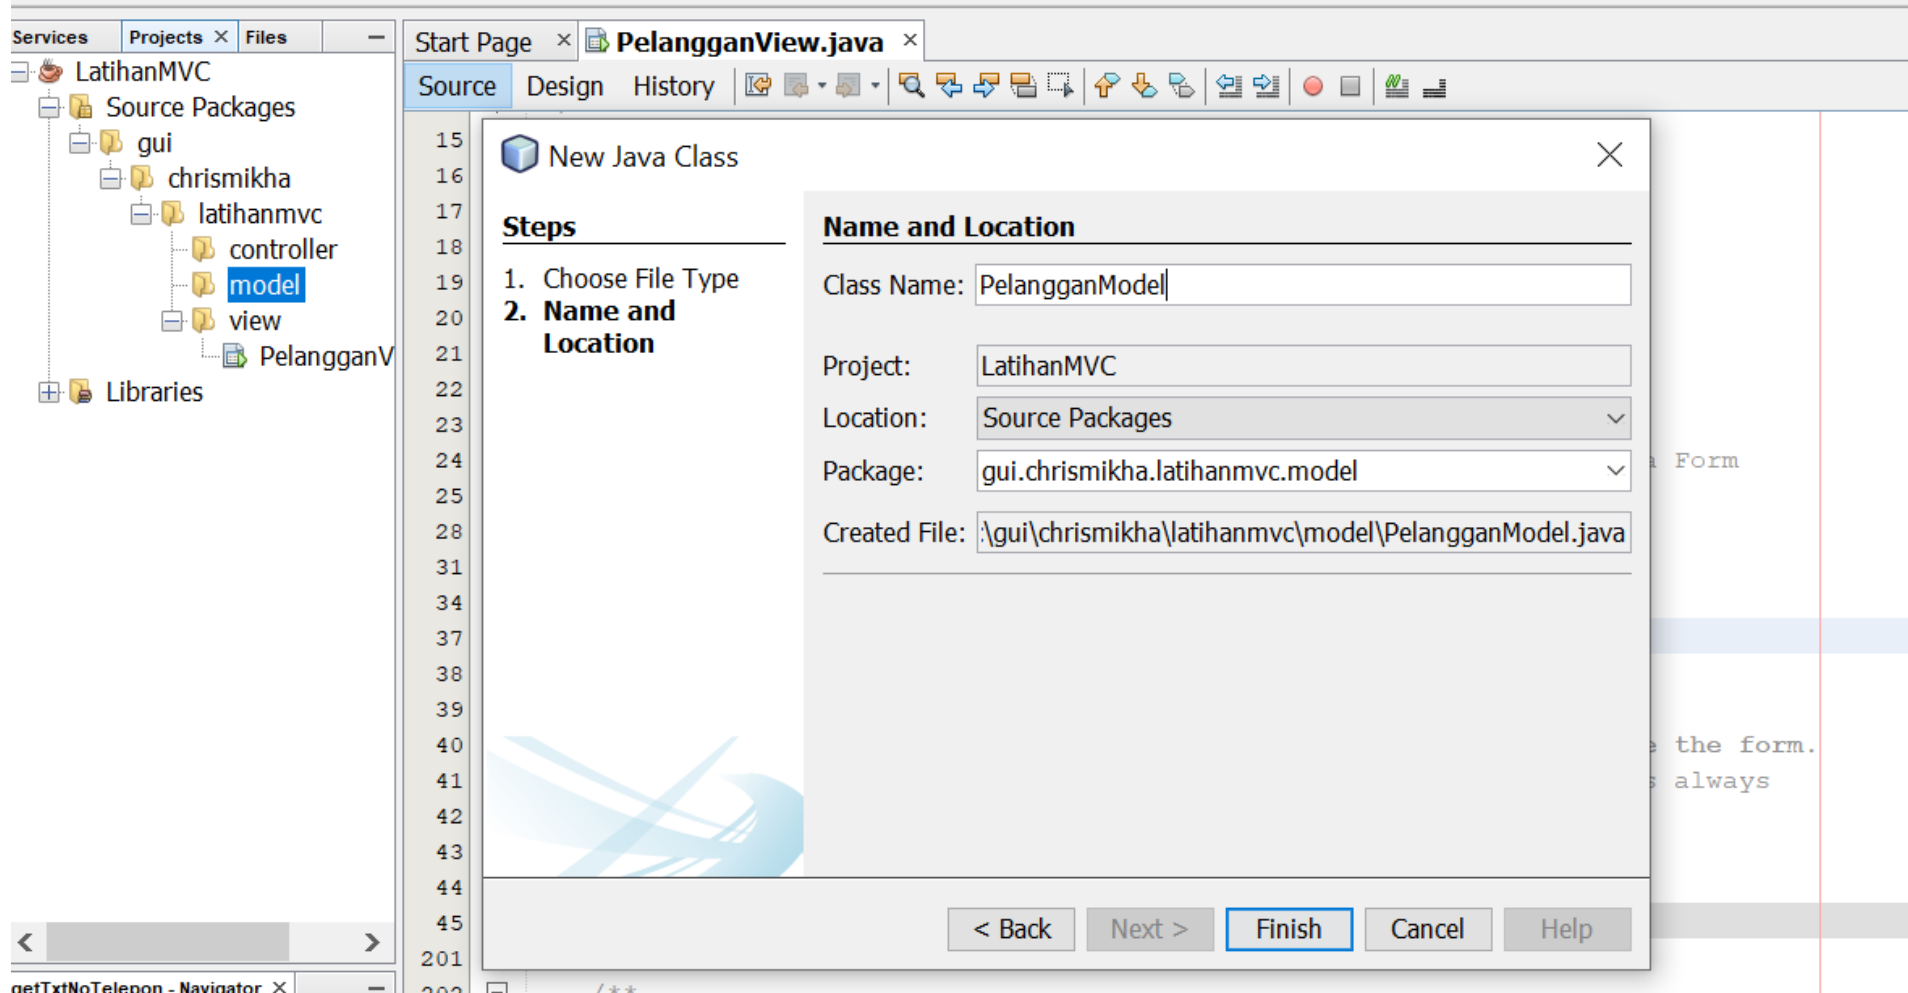 Services Projects Files
LatihanMVC
Source Packages
gui
chrismikha
latihanmvc
controller
model
view
PelangganV
Libraries
getTxtNoTelepon - Navigator
Start Page PelangganView.java
Source Design History
15
16
17
18
19
20
21
22
23
24
25
28
31
34
37
38
39
40
41
42
43
44
45
201
/**
Form
the form.
always
New Java Class
Steps
1. Choose File Type
2. Name and
Location
Name and Location
Class Name: PelangganModel
Project: LatihanMVC
Location: Source Packages
Package: gui.chrismikha.latihanmvc.model
Created File: :\gui\chrismikha\latihanmvc\model\PelangganModel.java
< Back Next > Finish Cancel Help